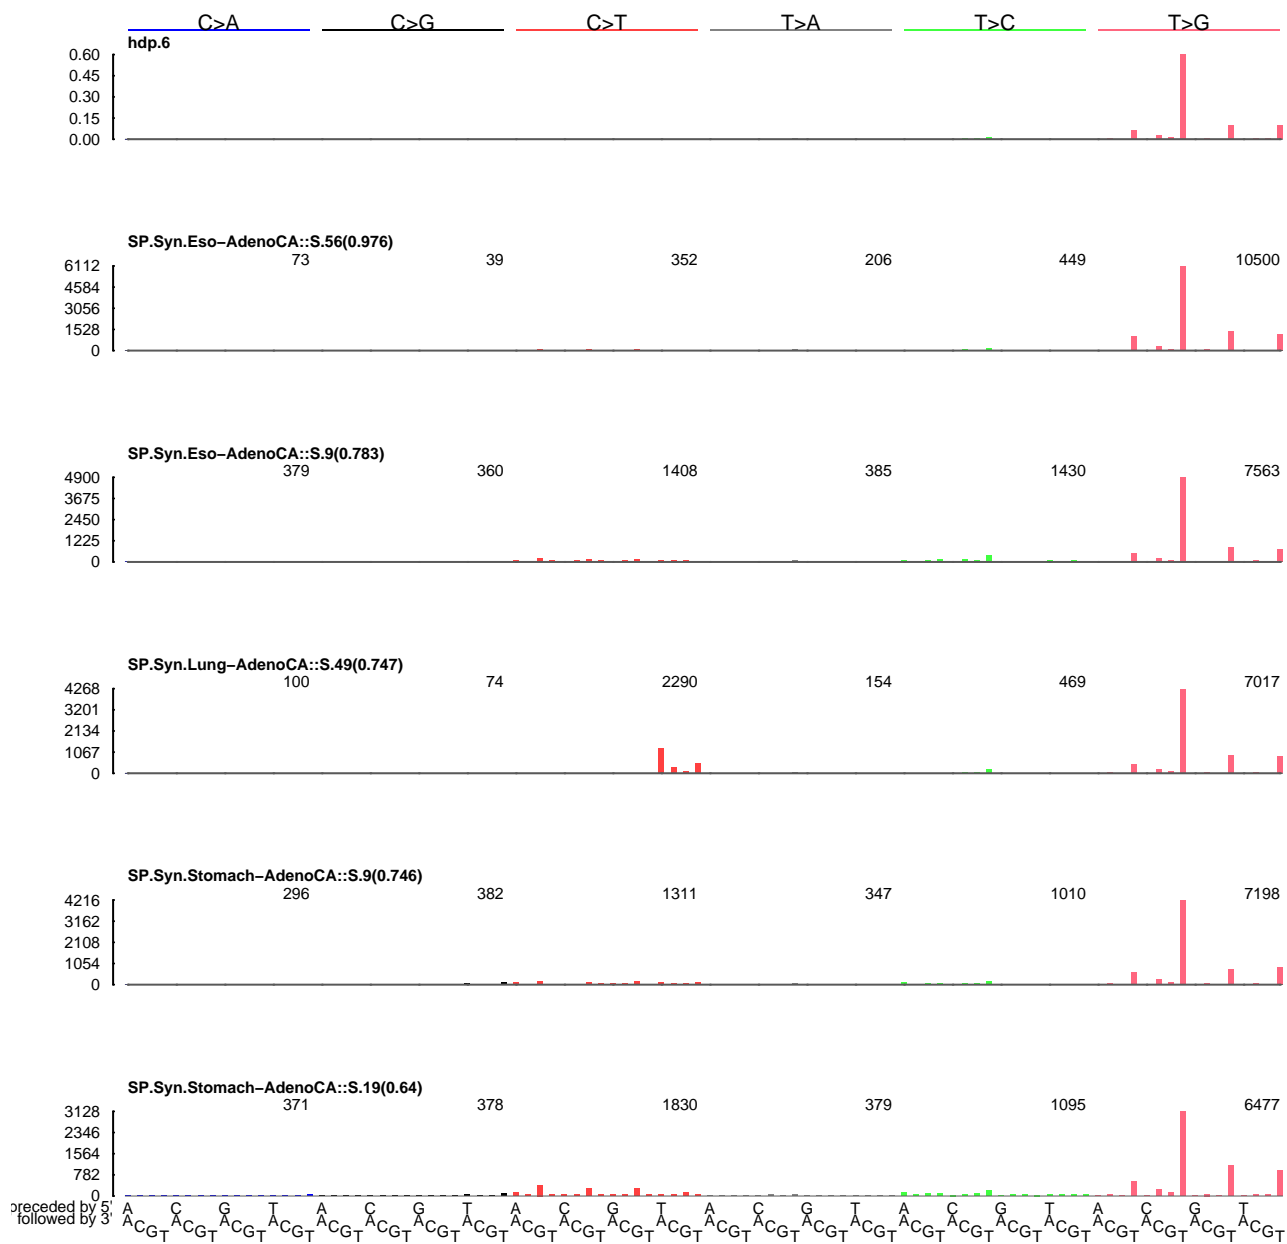 C>A C>G C>T T>A T>C T>G
hdp.6
0.60
0.45
0.30
0.15
0.00
SP.Syn.Eso−AdenoCA::S.56(0.976)
73 39 352 206 449 10500
6112
4584
3056
1528
0
SP.Syn.Eso−AdenoCA::S.9(0.783)
379 360 1408 385 1430 7563
4900
3675
2450
1225
0
SP.Syn.Lung−AdenoCA::S.49(0.747)
100 74 2290 154 469 7017
4268
3201
2134
1067
0
SP.Syn.Stomach−AdenoCA::S.9(0.746)
296 382 1311 347 1010 7198
4216
3162
2108
1054
0
SP.Syn.Stomach−AdenoCA::S.19(0.64)
371 378 1830 379 1095 6477
3128
2346
1564
782
0
preceded by 5' A C G T A C G T A C G T A C G T A C G T A C G T
followed by 3' A C G T A C G T A C G T A C G T A C G T A C G T A C G T A C G T A C G T A C G T A C G T A C G T A C G T A C G T A C G T A C G T A C G T A C G T A C G T A C G T A C G T A C G T A C G T A C G T